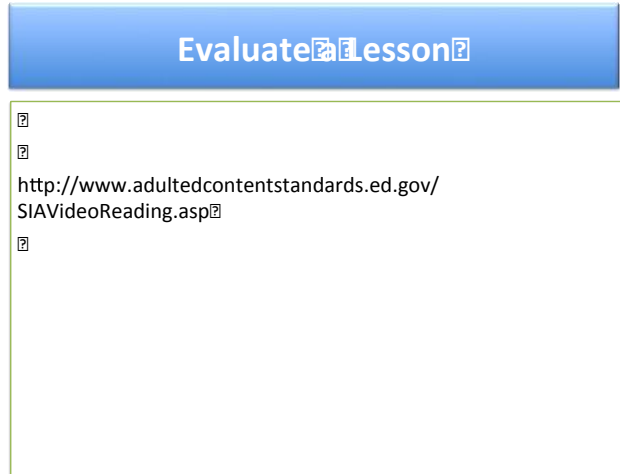 Evaluate a Lesson
http://www.adultedcontentstandards.ed.gov/
SIAVideoReading.asp